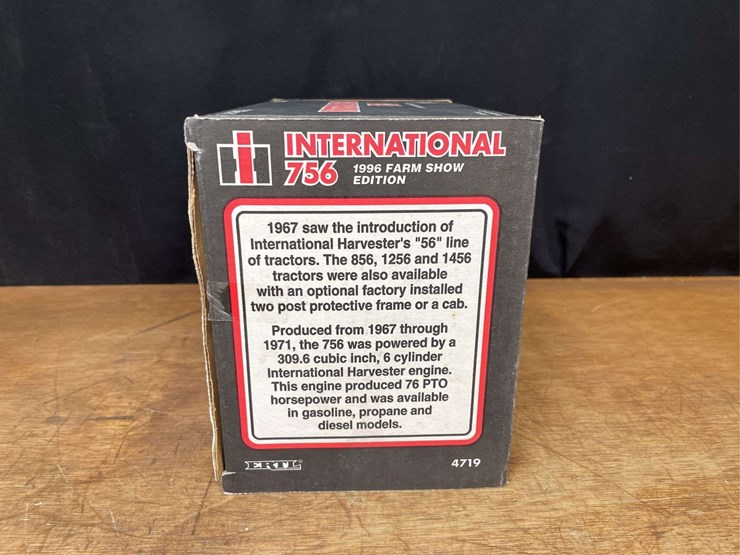 INTERNATIONAL
756 1996 FARM SHOW
EDITION
1967 saw the introduction of
International Harvester's "56" line
of tractors. The 856, 1256 and 1456
tractors were also available
with an optional factory installed
two post protective frame or a cab.
Produced from 1967 through
1971, the 756 was powered by a
309.6 cubic inch, 6 cylinder
International Harvester engine.
This engine produced 76 PTO
horsepower and was available
in gasoline, propane and
diesel models.
ERTL
4719